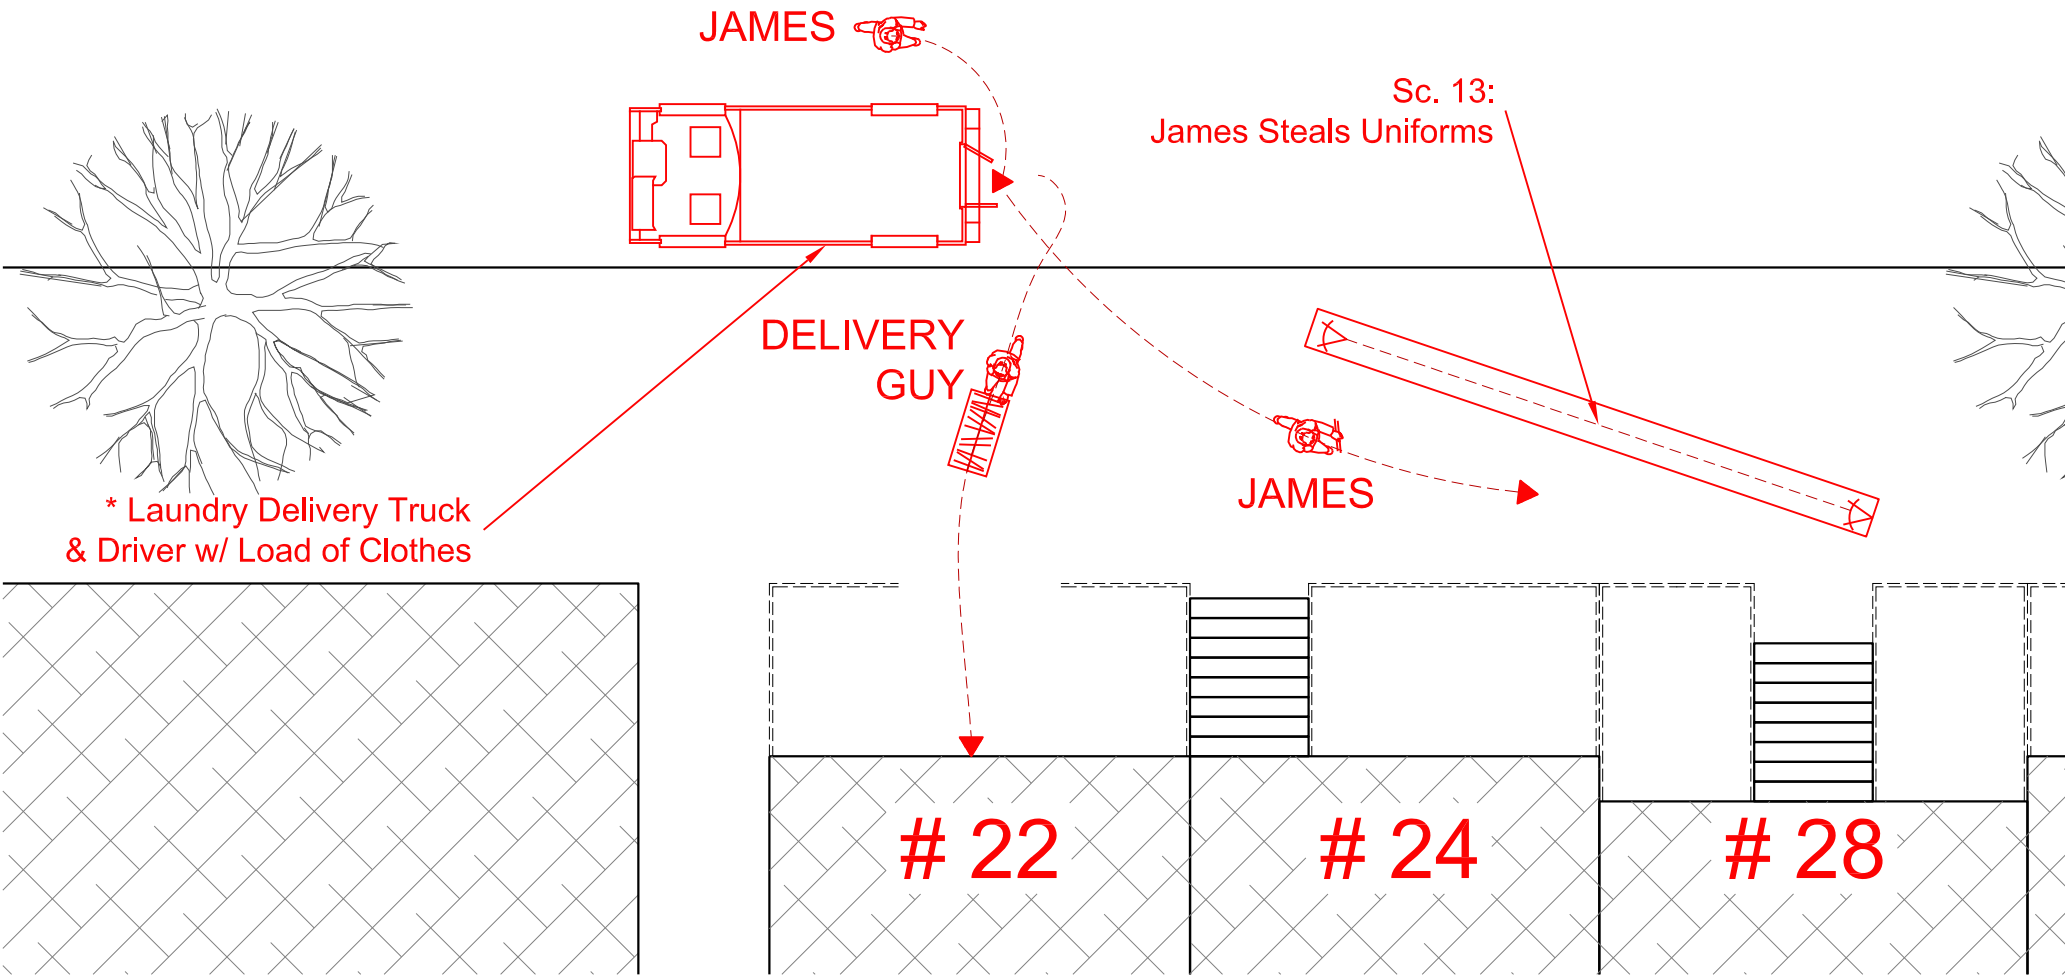 JAMES
Sc. 13:
James Steals Uniforms
DELIVERY
GUY
JAMES
* Laundry Delivery Truck
& Driver w/ Load of Clothes
# 22
# 24
# 28